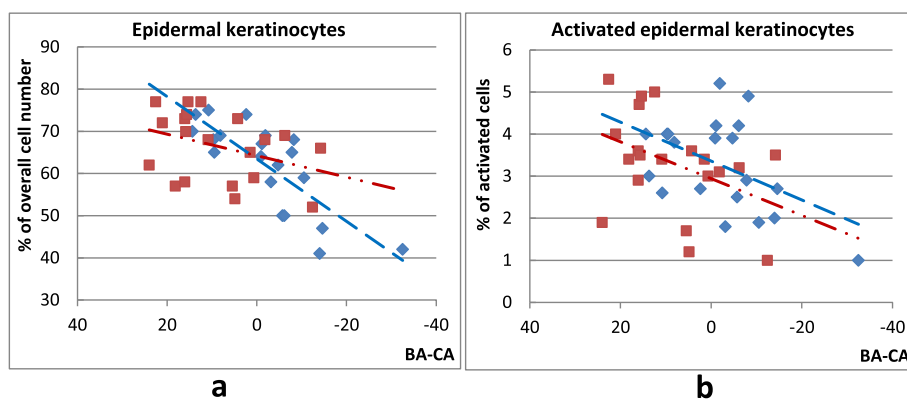 Epidermal keratinocytes
% of overall cell number
90
80
70
60
50
40
30
40 20 0 -20 -40
BA-CA
a
Activated epidermal keratinocytes
% of activated cells
6
5
4
3
2
1
0
40 20 0 -20 -40
BA-CA
b